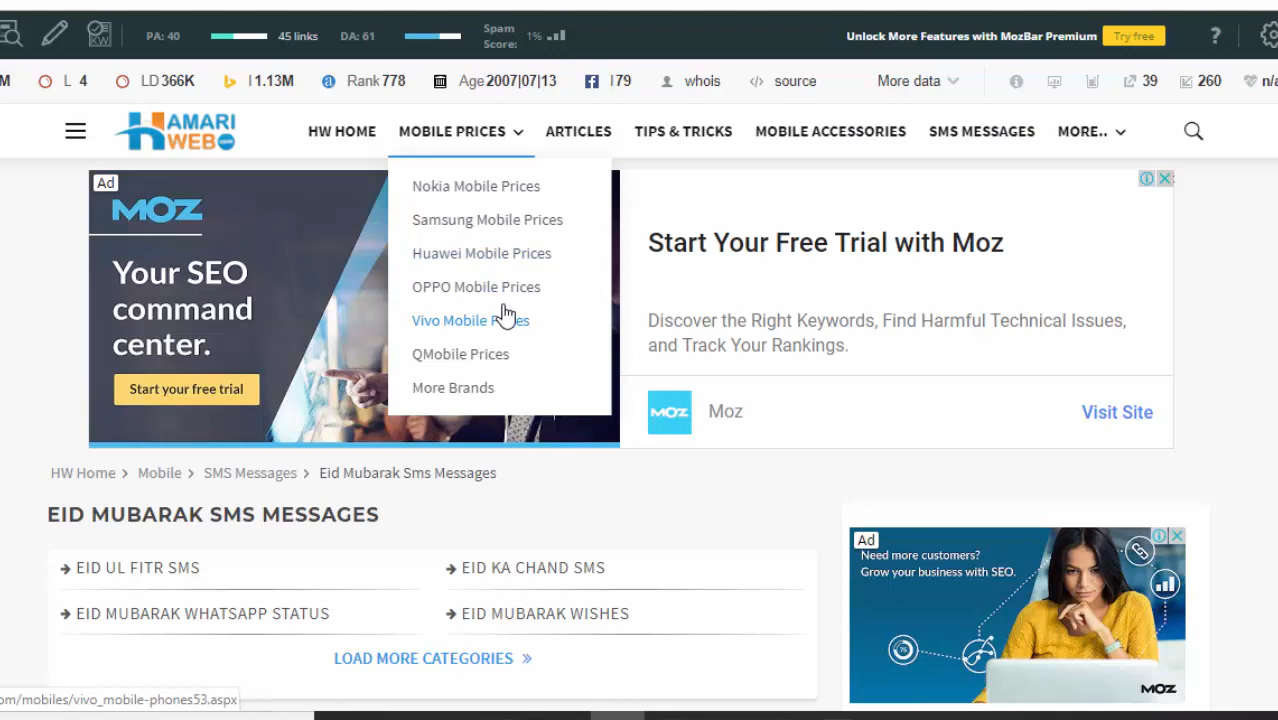 KW
PA: 40
45 links
DA: 61
Spam
Score:
1%
Unlock More Features with MozBar Premium
Try free
?
M
L 4
LD 366K
I 1.13M
Rank 778
Age 2007|07|13
I 79
whois
source
More data
39
260
n/a
HAMARI
WEB.com
HW HOME
MOBILE PRICES
ARTICLES
TIPS & TRICKS
MOBILE ACCESSORIES
SMS MESSAGES
MORE..
Nokia Mobile Prices
Samsung Mobile Prices
Huawei Mobile Prices
OPPO Mobile Prices
Vivo Mobile Prices
QMobile Prices
More Brands
Ad
MOZ
Your SEO
command
center.
Start your free trial
Start Your Free Trial with Moz
Discover the Right Keywords, Find Harmful Technical Issues,
and Track Your Rankings.
MOZ
Moz
Visit Site
HW Home > Mobile > SMS Messages > Eid Mubarak Sms Messages
EID MUBARAK SMS MESSAGES
EID UL FITR SMS
EID KA CHAND SMS
EID MUBARAK WHATSAPP STATUS
EID MUBARAK WISHES
LOAD MORE CATEGORIES »
Ad
Need more customers?
Grow your business with SEO.
75
MOZ
om/mobiles/vivo_mobile-phones53.aspx